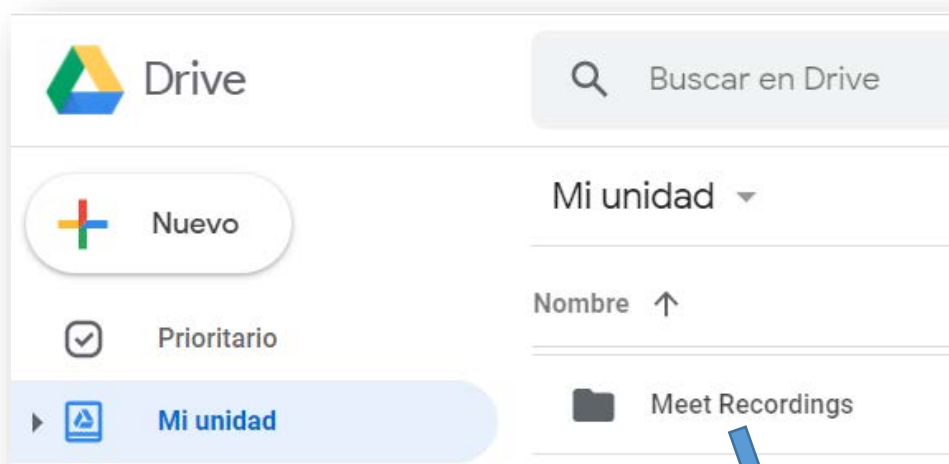 Drive
Buscar en Drive
Nuevo
Mi unidad
Nombre
Prioritario
Meet Recordings
Mi unidad